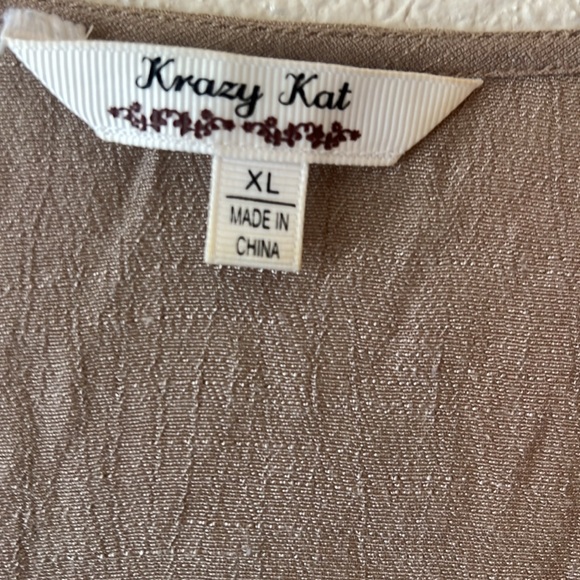 Krazy Kat
XL
MADE IN
CHINA